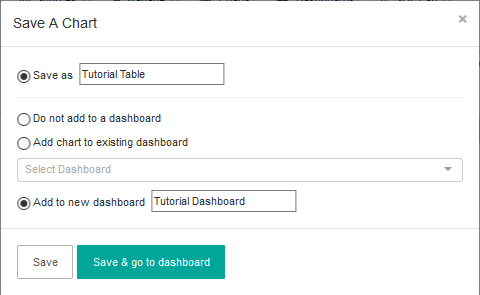 Save A Chart
×
Save as Tutorial Table
Do not add to a dashboard
Add chart to existing dashboard
Select Dashboard
Add to new dashboard Tutorial Dashboard
Save Save & go to dashboard